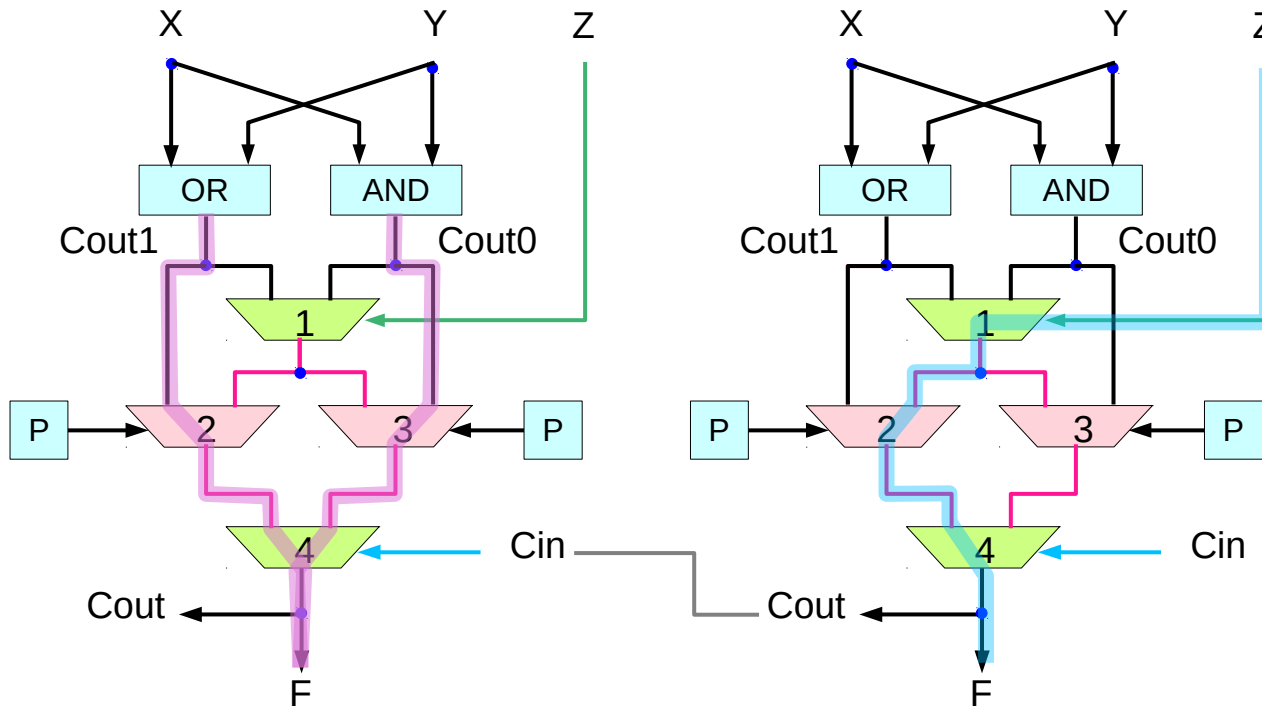 X Y Z X Y Z
OR AND OR AND
Cout1 Cout0 Cout1 Cout0
1 1
P 2 3 P P 2 3 P
4 Cin 4 Cin
Cout Cout
F F